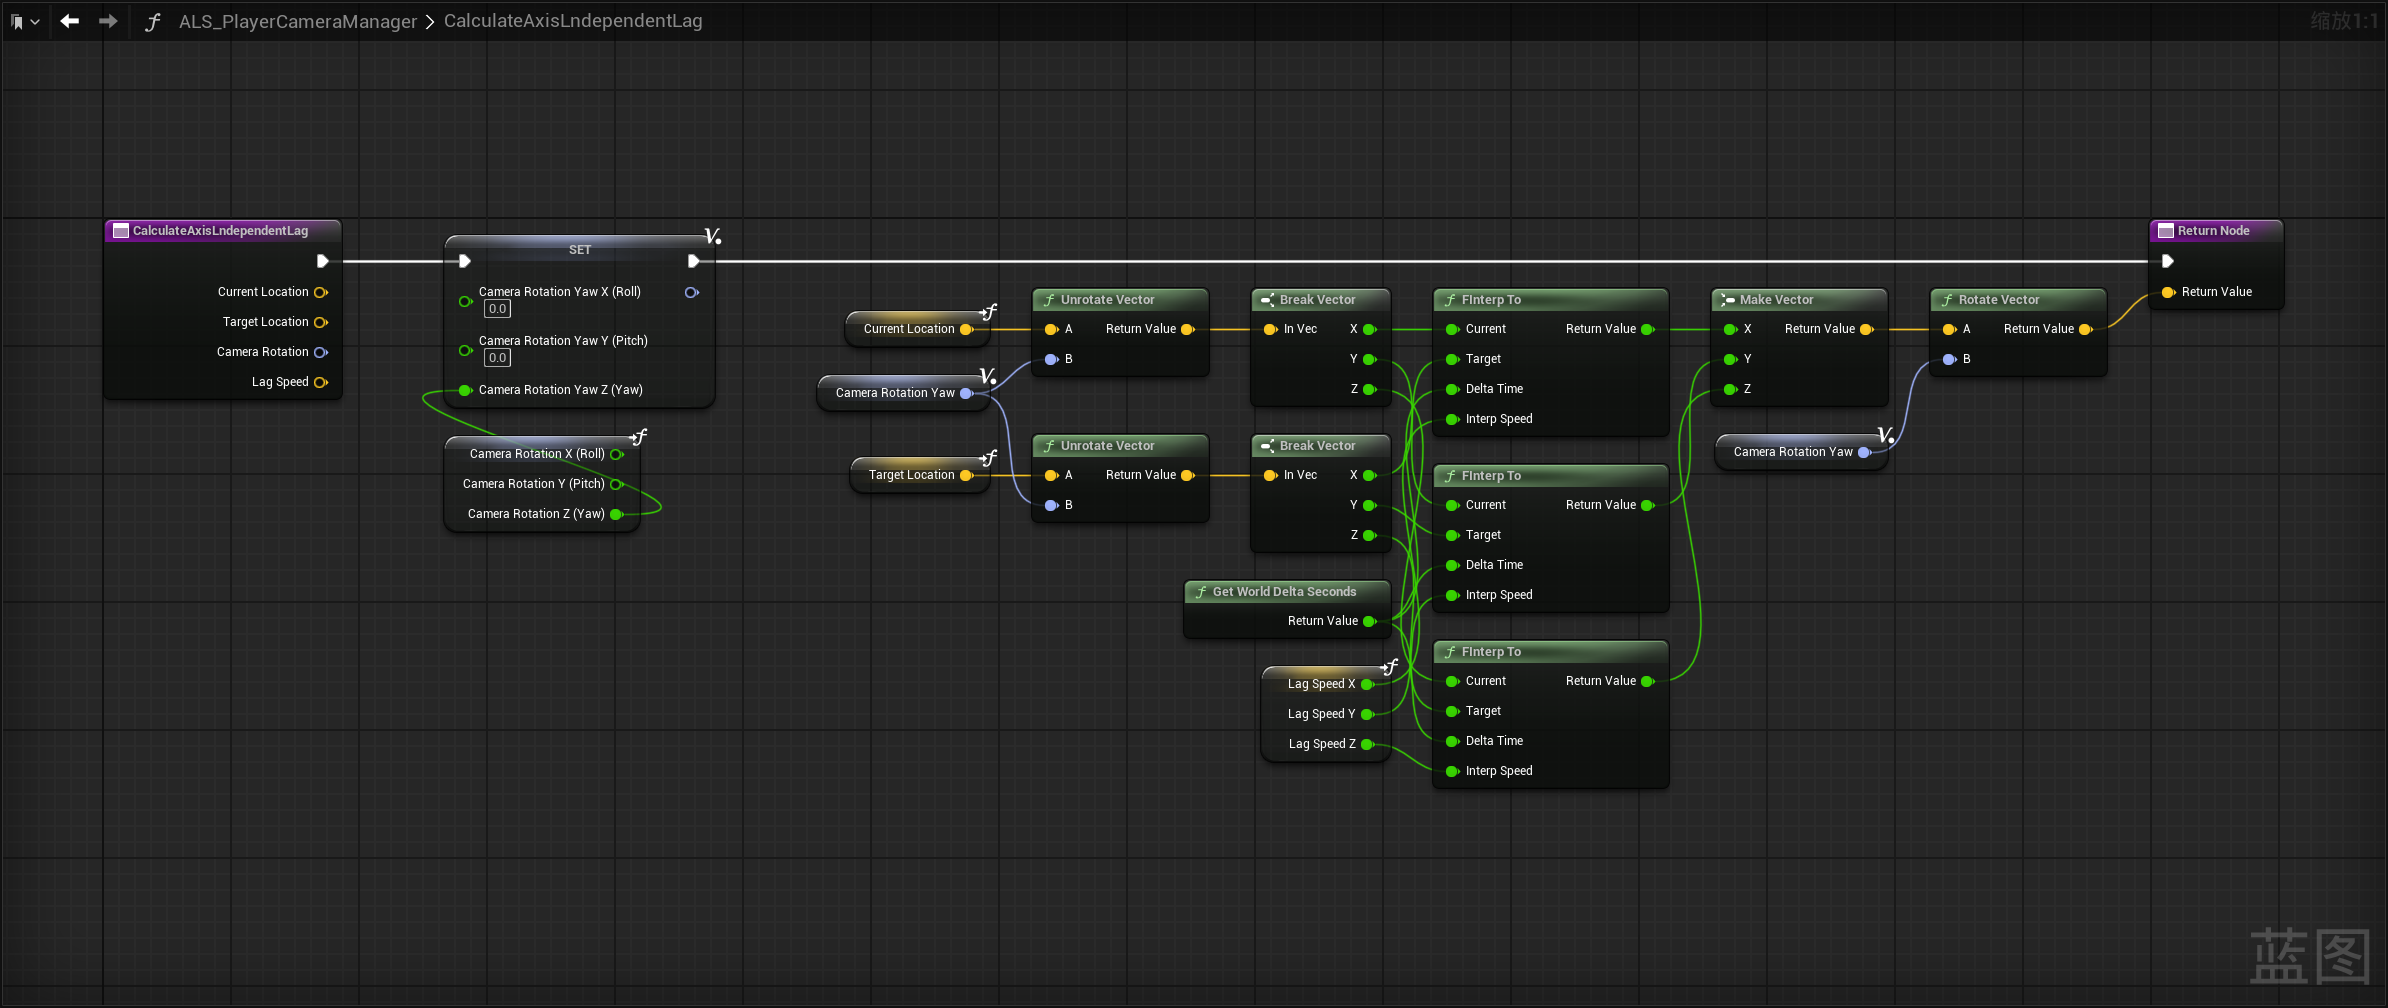 ALS_PlayerCameraManager > CalculateAxisLndependentLag
缩放1:1
CalculateAxisLndependentLag
Current Location
Target Location
Camera Rotation
Lag Speed
SET
Camera Rotation Yaw X (Roll)
0.0
Camera Rotation Yaw Y (Pitch)
0.0
Camera Rotation Yaw Z (Yaw)
Camera Rotation X (Roll)
Camera Rotation Y (Pitch)
Camera Rotation Z (Yaw)
Current Location
Camera Rotation Yaw
Target Location
Unrotate Vector
A Return Value
B
Unrotate Vector
A Return Value
B
Break Vector
In Vec X
Y
Z
Break Vector
In Vec X
Y
Z
Get World Delta Seconds
Return Value
Lag Speed X
Lag Speed Y
Lag Speed Z
FInterp To
Current Return Value
Target
Delta Time
Interp Speed
FInterp To
Current Return Value
Target
Delta Time
Interp Speed
FInterp To
Current Return Value
Target
Delta Time
Interp Speed
Make Vector
X Return Value
Y
Z
Camera Rotation Yaw
Rotate Vector
A Return Value
B
Return Node
Return Value
蓝图